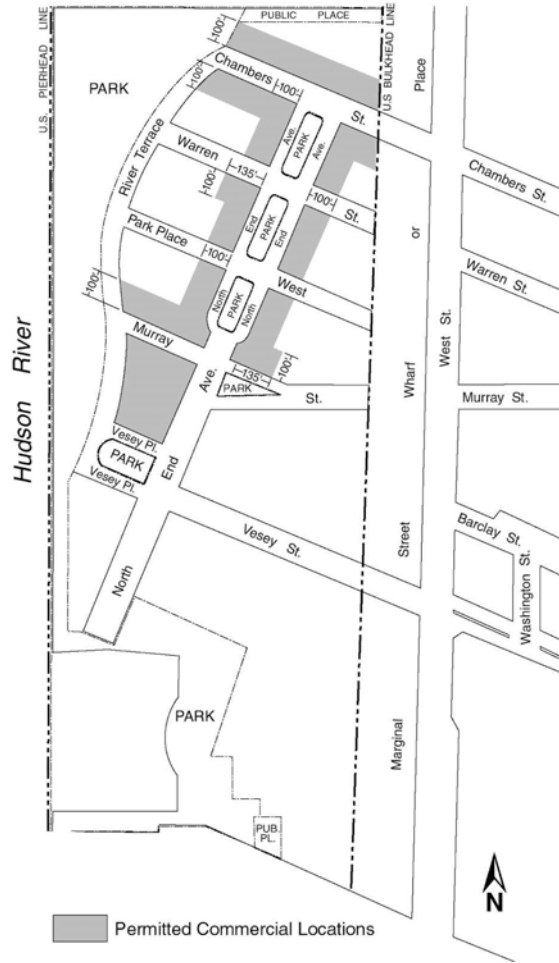 U.S. PIERHEAD LINE
PUBLIC PLACE
U.S BULKHEAD LINE
100'
PARK
Chambers
St.
Place
100'
100'
Ave.
PARK
Ave.
River Terrace
Warren
135'
100'
100'
St.
Chambers St.
Park Place
100'
End
PARK
End
or
Warren St.
West
100'
North
PARK
North
West St.
Murray
Hudson River
Ave.
135'
100'
PARK
St.
Wharf
Murray St.
Vesey Pl.
PARK
Vesey Pl.
End
Vesey St.
Street
Barclay St.
Washington St.
North
PARK
Marginal
PUB.
PL.
N
Permitted Commercial Locations